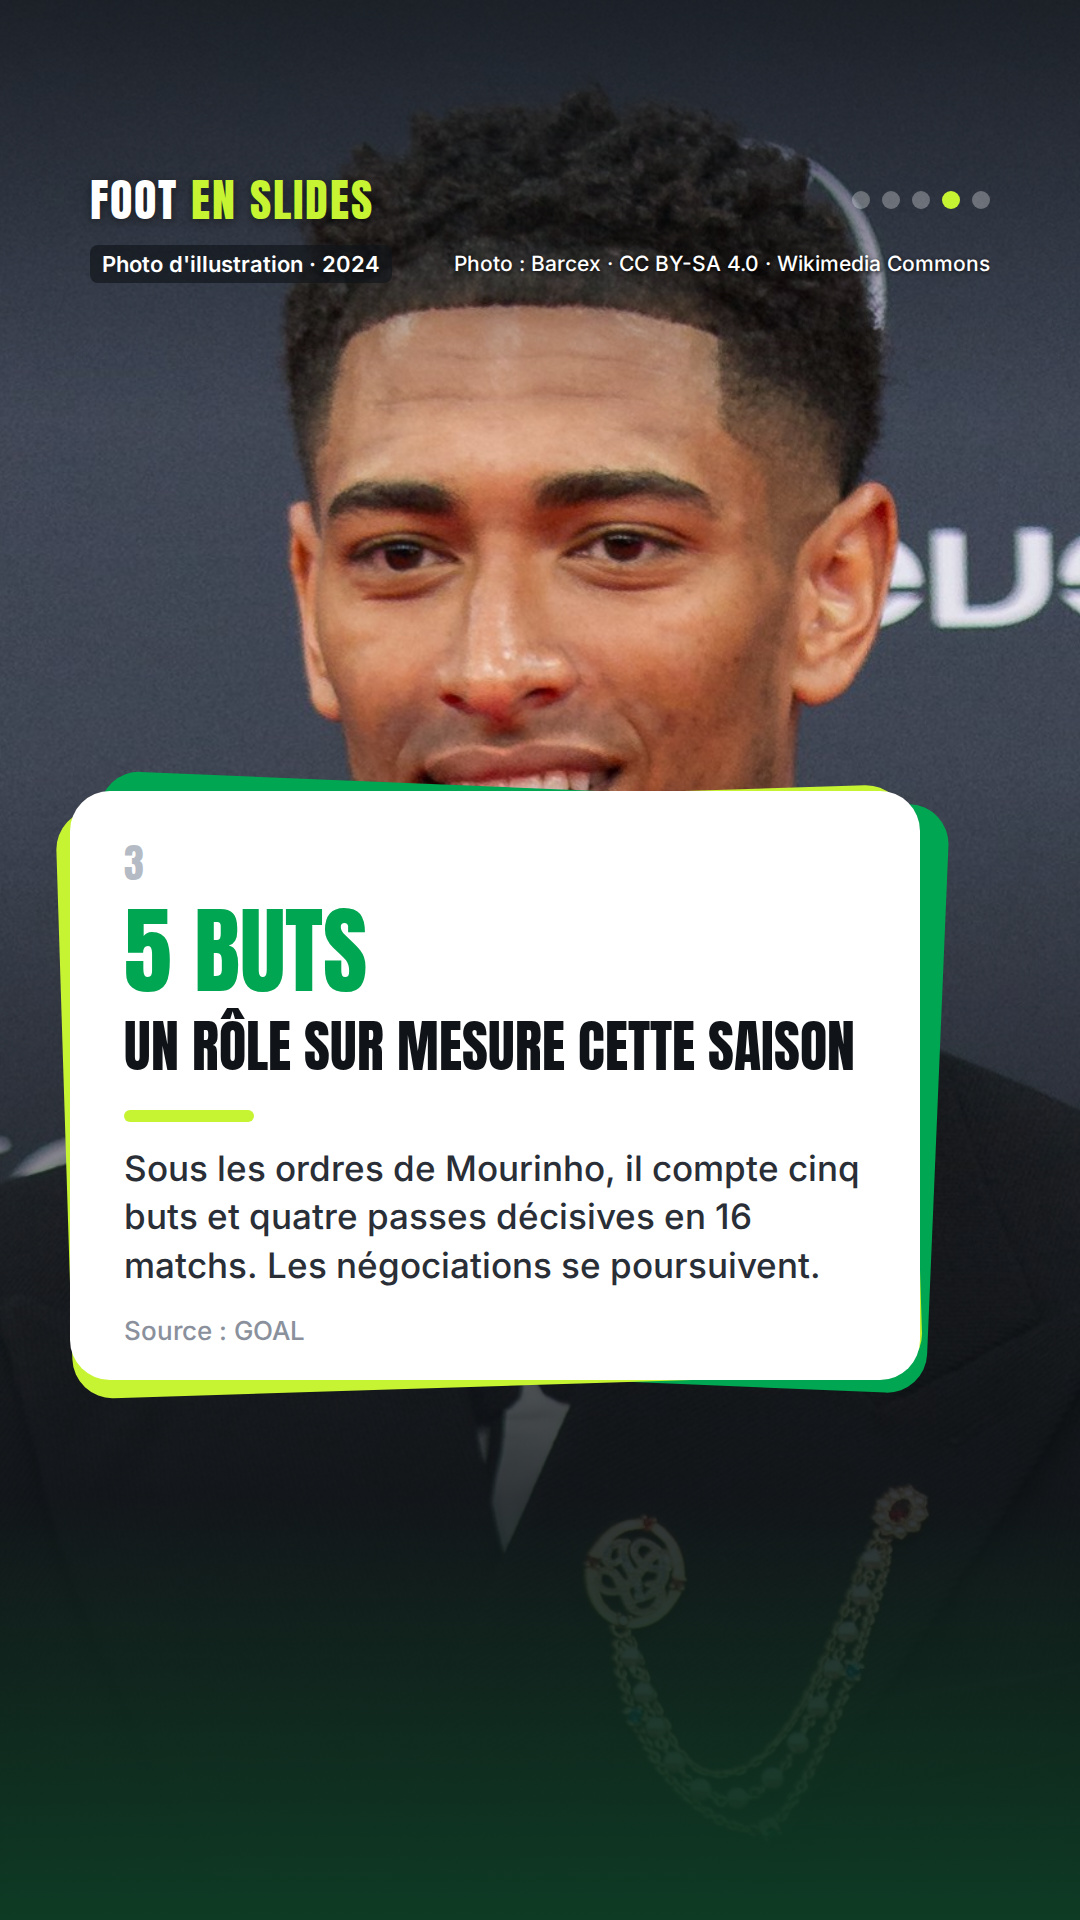 FOOT EN SLIDES
Photo d'illustration · 2024
Photo : Barcex · CC BY-SA 4.0 · Wikimedia Commons
3
5 BUTS
UN RÔLE SUR MESURE CETTE SAISON
Sous les ordres de Mourinho, il compte cinq
buts et quatre passes décisives en 16
matchs. Les négociations se poursuivent.
Source : GOAL